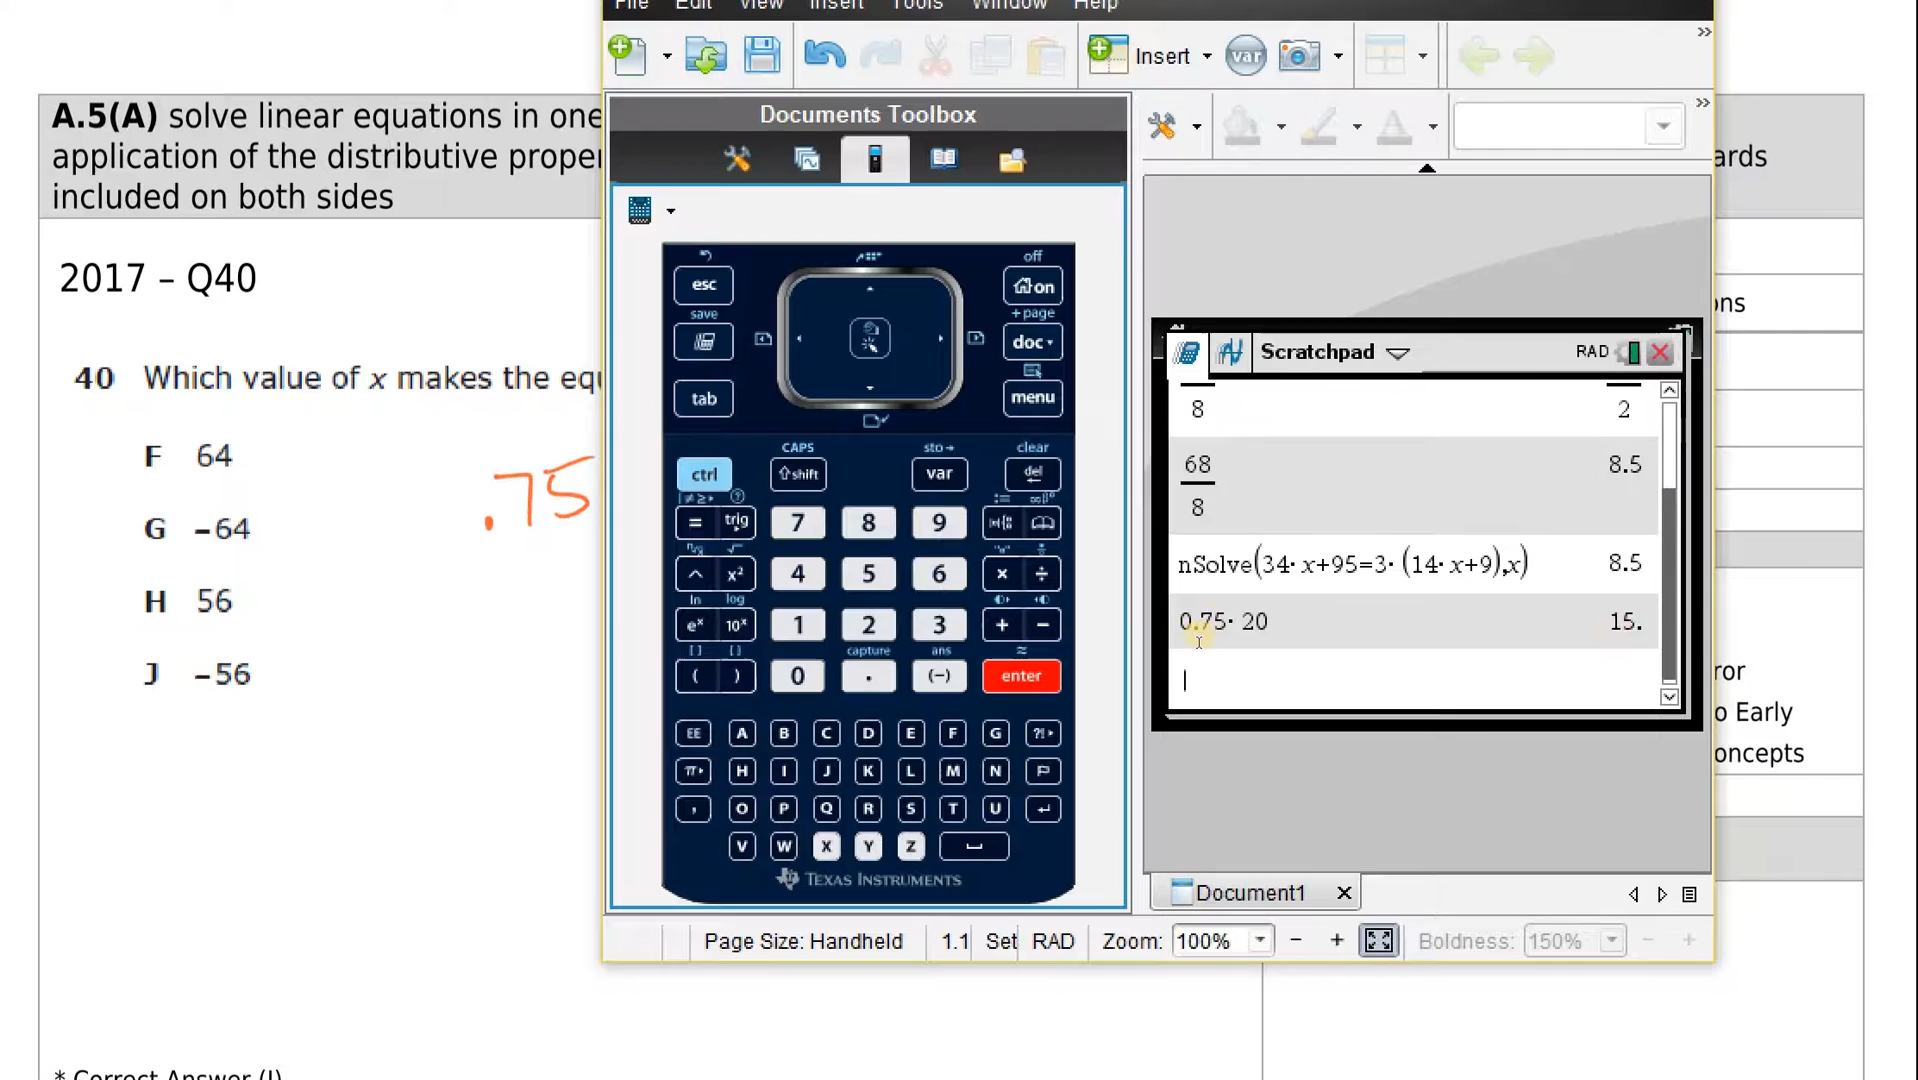 File Edit View Insert Tools Window Help
Insert var
Documents Toolbox
A.5(A) solve linear equations in one
application of the distributive proper
included on both sides
ards
ons
2017 – Q40
40 Which value of x makes the equ
F 64
G –64
H 56
J –56
.75
off
esc on
save + page
doc
tab menu
CAPS sto→ clear
ctrl shift var del
= trig 7 8 9
^ x² 4 5 6 × ÷
ln log
eˣ 10ˣ 1 2 3 + −
[ ] capture ans ≈
( ) 0 . (−) enter
EE A B C D E F G ?!
π H I J K L M N
, O P Q R S T U
V W X Y Z
TEXAS INSTRUMENTS
Scratchpad RAD
8 2
68
8 8.5
nSolve(34· x+95=3· (14· x+9),x) 8.5
0.75· 20 15.
ror
o Early
oncepts
Document1
Page Size: Handheld 1.1 Set RAD Zoom: 100% − + Boldness: 150% − +
* Correct Answer (J)